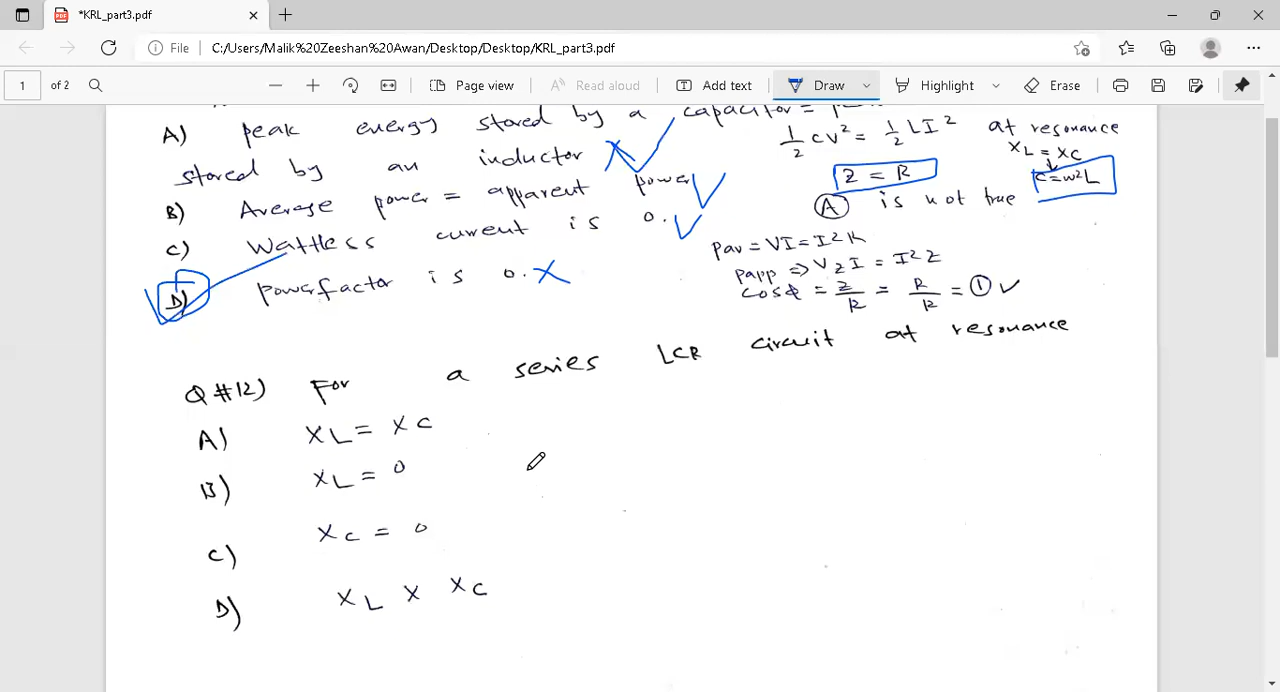 *KRL_part3.pdf
File C:/Users/Malik%20Zeeshan%20Awan/Desktop/Desktop/KRL_part3.pdf
1 of 2 Page view Read aloud Add text Draw Highlight Erase
A) peak energy stored by a capacitor =
stored by an inductor
B) Average power = apparent power
C) Wattless current is 0.
D) powerfactor is 0. X
1/2 CV² = 1/2 LI² at resonance
XL = XC
Z = R
C=w²L
(A) is not true
Pav = VI = I²R
Papp => V2I = I²Z
cosφ = Z/R = R/R = 1
Q#12) For a series LCR circuit at resonance
A) XL = XC
B) XL = 0
C) XC = 0
D) XL X XC